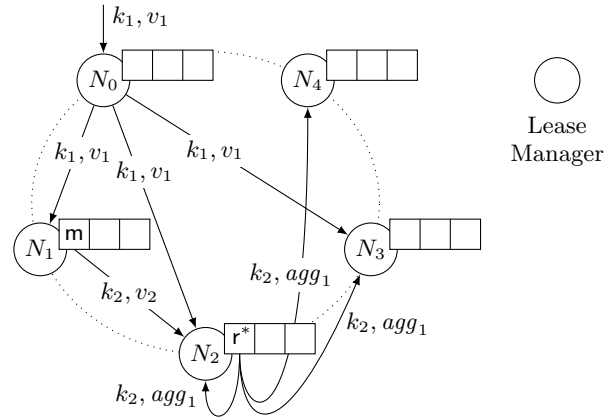 k₁, v₁
N₀
N₄
Lease
Manager
k₁, v₁
k₁, v₁
k₁, v₁
N₁
m
N₃
k₂, v₂
k₂, agg₁
N₂
r*
k₂, agg₁
k₂, agg₁